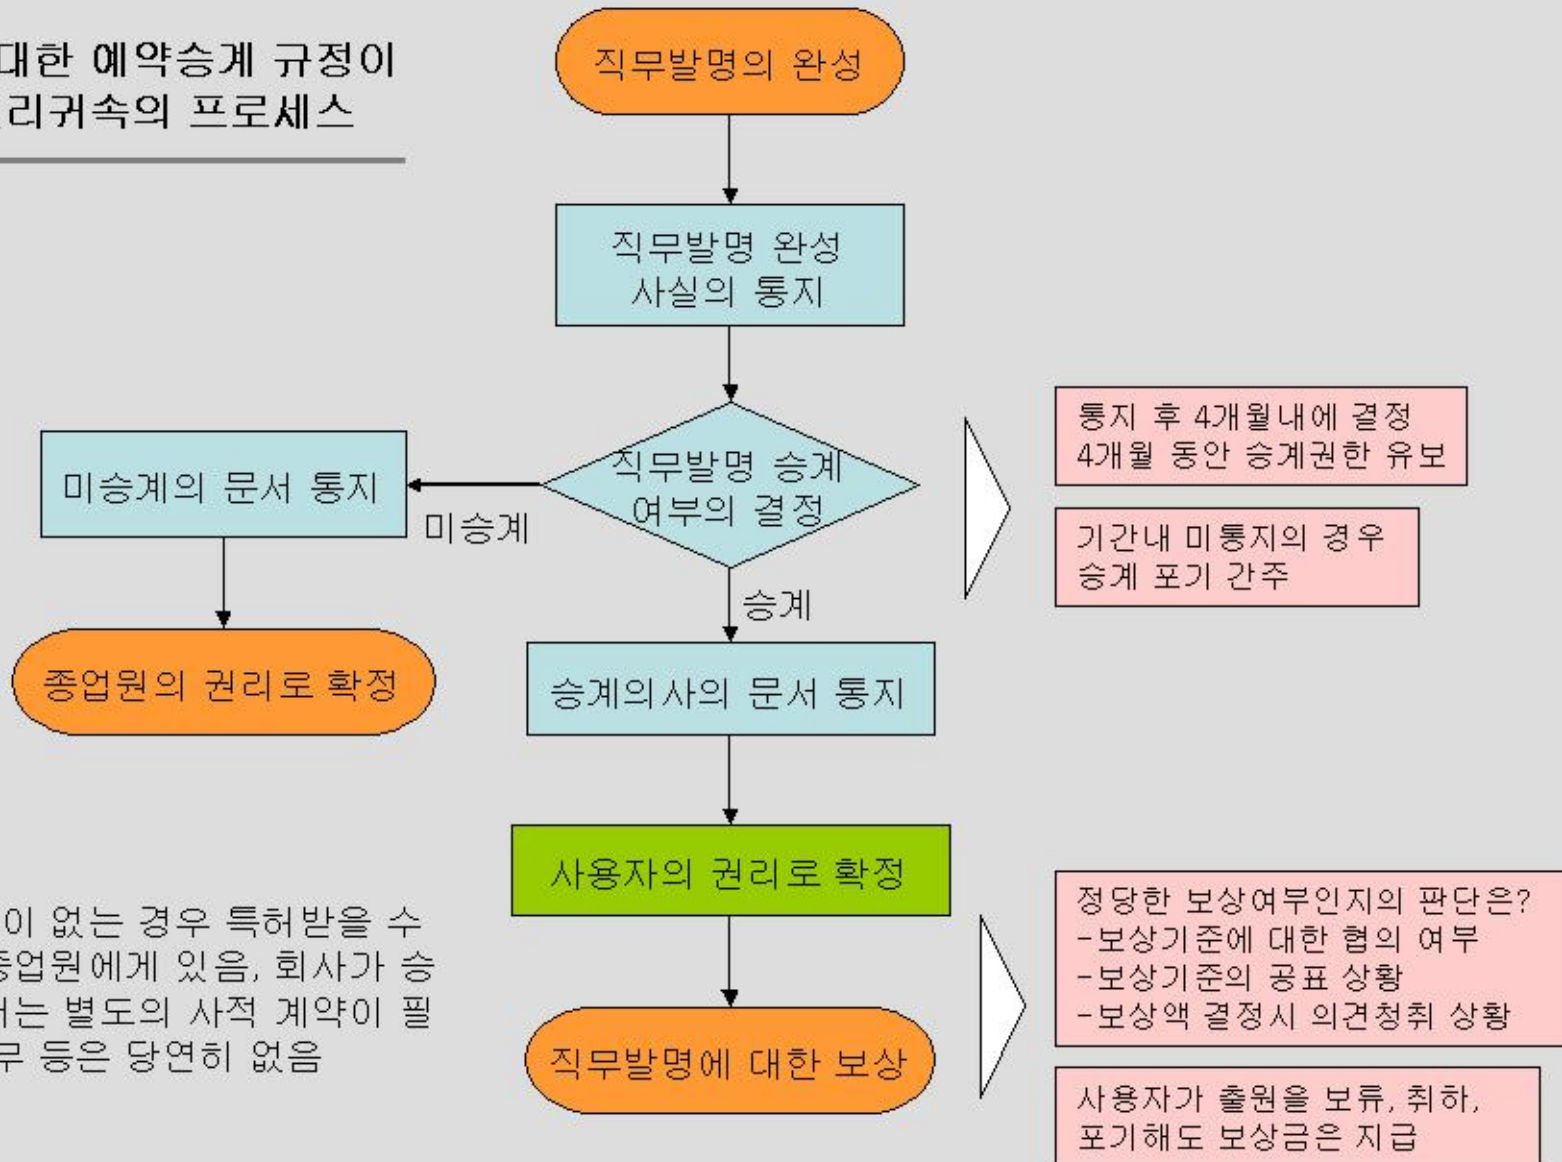 대한 예약승계 규정이
리귀속의 프로세스
직무발명의 완성
직무발명 완성
사실의 통지
직무발명 승계
여부의 결정
미승계
미승계의 문서 통지
종업원의 권리로 확정
통지 후 4개월내에 결정
4개월 동안 승계권한 유보
기간내 미통지의 경우
승계 포기 간주
승계
승계의사의 문서 통지
사용자의 권리로 확정
직무발명에 대한 보상
정당한 보상여부인지의 판단은?
-보상기준에 대한 협의 여부
-보상기준의 공표 상황
-보상액 결정시 의견청취 상황
사용자가 출원을 보류, 취하,
포기해도 보상금은 지급
이 없는 경우 특허받을 수
종업원에게 있음, 회사가 승
는 별도의 사적 계약이 필
무 등은 당연히 없음